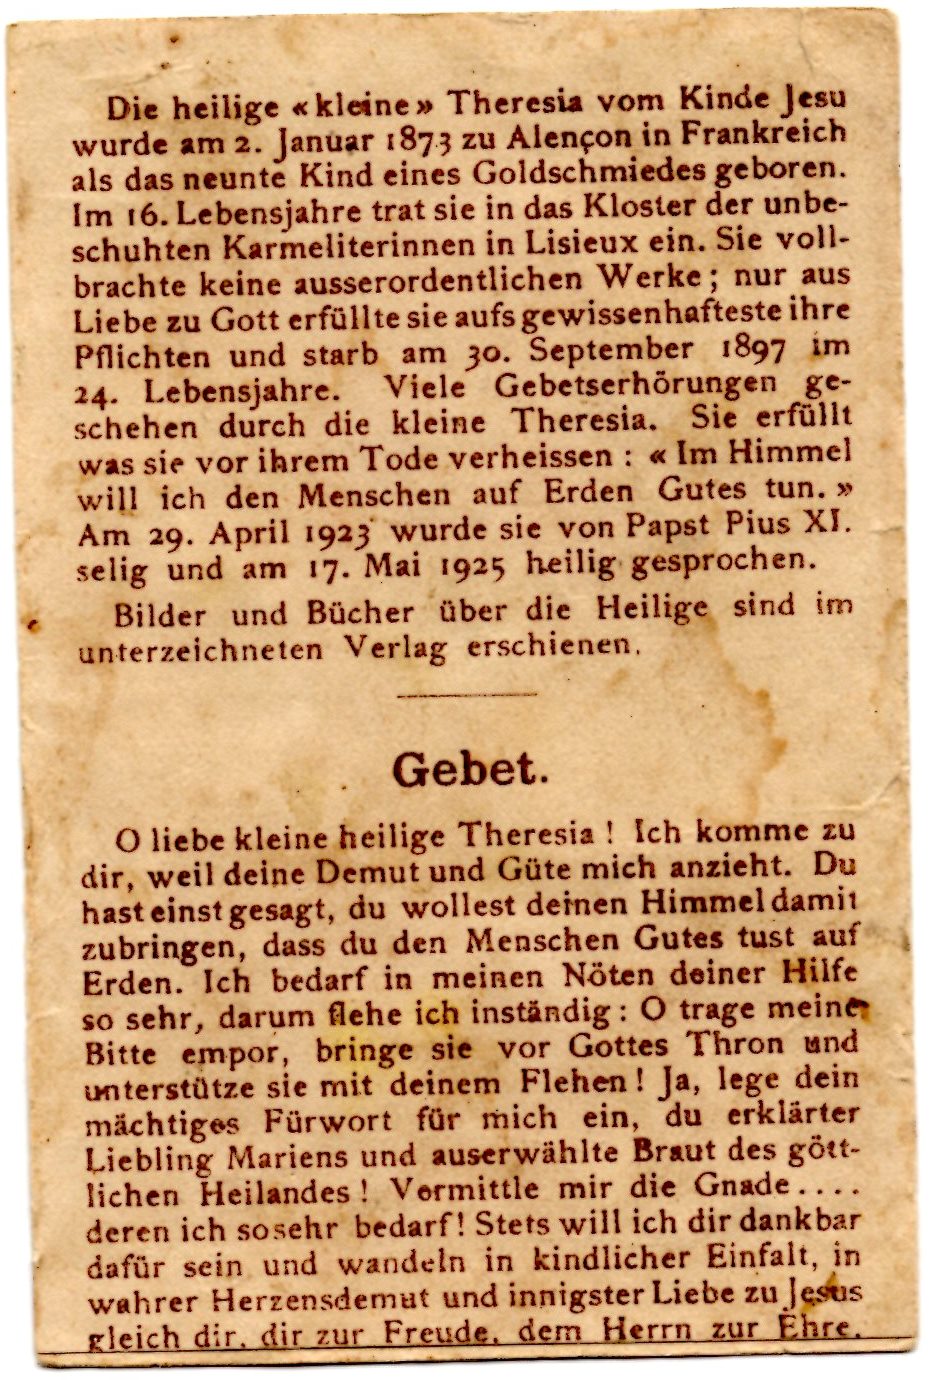 Die heilige «kleine» Theresia vom Kinde Jesu
wurde am 2. Januar 1873 zu Alençon in Frankreich
als das neunte Kind eines Goldschmiedes geboren.
Im 16. Lebensjahre trat sie in das Kloster der unbe-
schuhten Karmeliterinnen in Lisieux ein. Sie voll-
brachte keine ausserordentlichen Werke; nur aus
Liebe zu Gott erfüllte sie aufs gewissenhafteste ihre
Pflichten und starb am 30. September 1897 im
24. Lebensjahre. Viele Gebetserhörungen ge-
schehen durch die kleine Theresia. Sie erfüllt
was sie vor ihrem Tode verheissen : « Im Himmel
will ich den Menschen auf Erden Gutes tun. »
Am 29. April 1923 wurde sie von Papst Pius XI.
selig und am 17. Mai 1925 heilig gesprochen.
Bilder und Bücher über die Heilige sind im
unterzeichneten Verlag erschienen.
Gebet.
O liebe kleine heilige Theresia ! Ich komme zu
dir, weil deine Demut und Güte mich anzieht. Du
hast einst gesagt, du wollest deinen Himmel damit
zubringen, dass du den Menschen Gutes tust auf
Erden. Ich bedarf in meinen Nöten deiner Hilfe
so sehr, darum flehe ich inständig : O trage meine
Bitte empor, bringe sie vor Gottes Thron und
unterstütze sie mit deinem Flehen ! Ja, lege dein
mächtiges Fürwort für mich ein, du erklärter
Liebling Mariens und auserwählte Braut des gött-
lichen Heilandes ! Vermittle mir die Gnade....
deren ich so sehr bedarf! Stets will ich dir dankbar
dafür sein und wandeln in kindlicher Einfalt, in
wahrer Herzensdemut und innigster Liebe zu Jesus
gleich dir, dir zur Freude, dem Herrn zur Ehre.